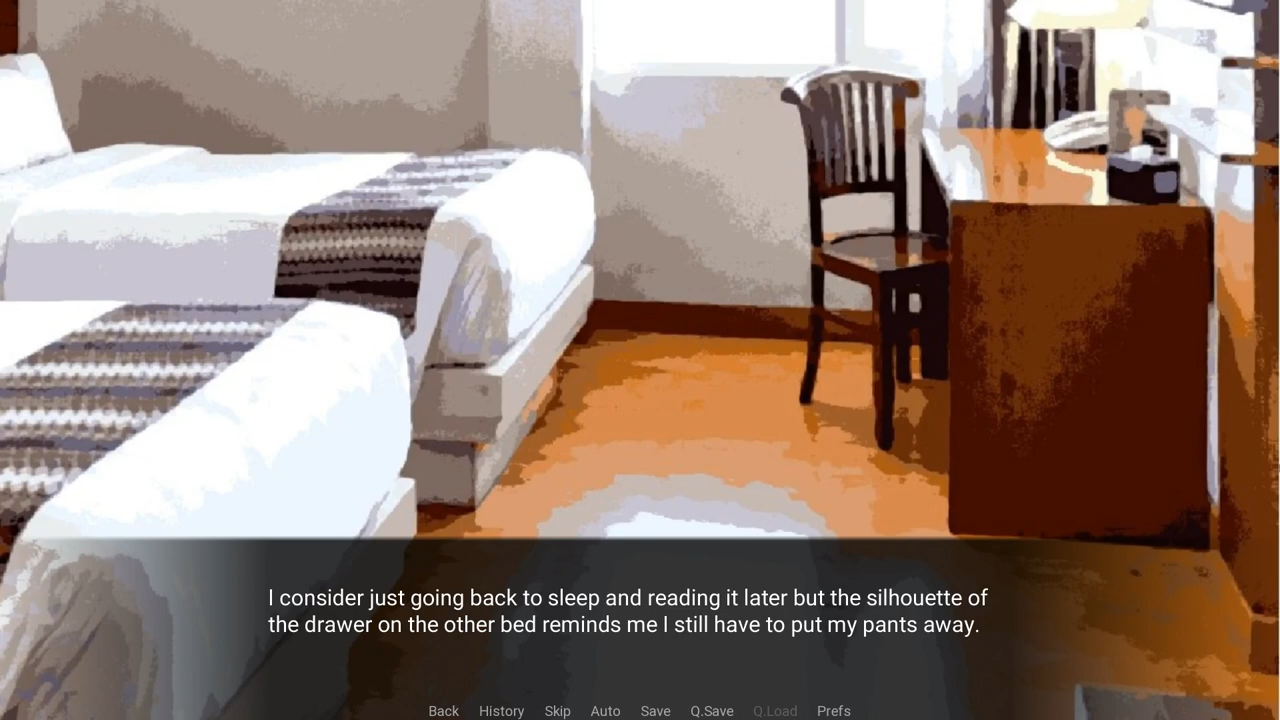 I consider just going back to sleep and reading it later but the silhouette of
the drawer on the other bed reminds me I still have to put my pants away.
Back History Skip Auto Save Q.Save Q.Load Prefs